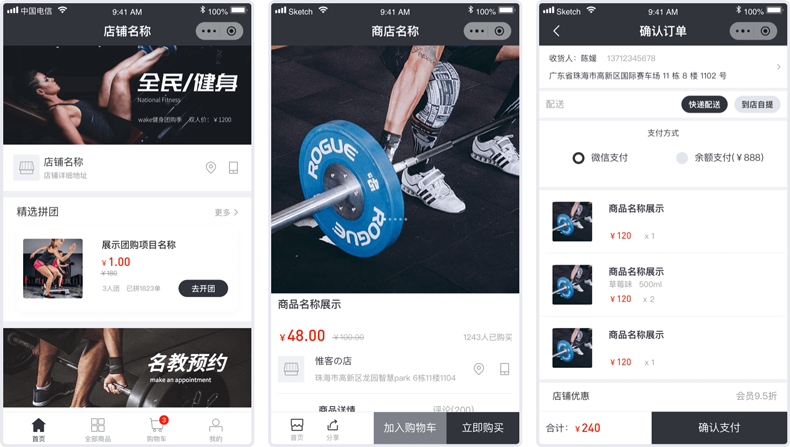 中国电信 9:41 AM 100%
店铺名称
全民/健身
National Fitness
wake健身团购季 双人价:￥1200
店铺名称
店铺详细地址
精选拼团
更多
展示团购项目名称
￥1.00
￥180
3人团 已拼1823单
去开团
名教预约
make an appointment
首页
全部商品
3
购物车
我的
Sketch 9:41 AM 100%
商店名称
ROGUE
ROGUE
商品名称展示
￥48.00 ￥100.00
1243人已购买
惟客の店
珠海市高新区龙园智慧park 6栋11楼1104
商品详情
评论(200)
首页
分享
加入购物车
立即购买
Sketch 9:41 AM 100%
确认订单
收货人：陈媛 13712345678
广东省珠海市高新区国际赛车场 11 栋 8 楼 1102 号
配送
快递配送
到店自提
支付方式
微信支付
余额支付(￥888)
商品名称展示
￥120 x 1
商品名称展示
草莓味 500ml
￥120 x 2
商品名称展示
￥120 x 1
店铺优惠
会员9.5折
合计：￥240
确认支付